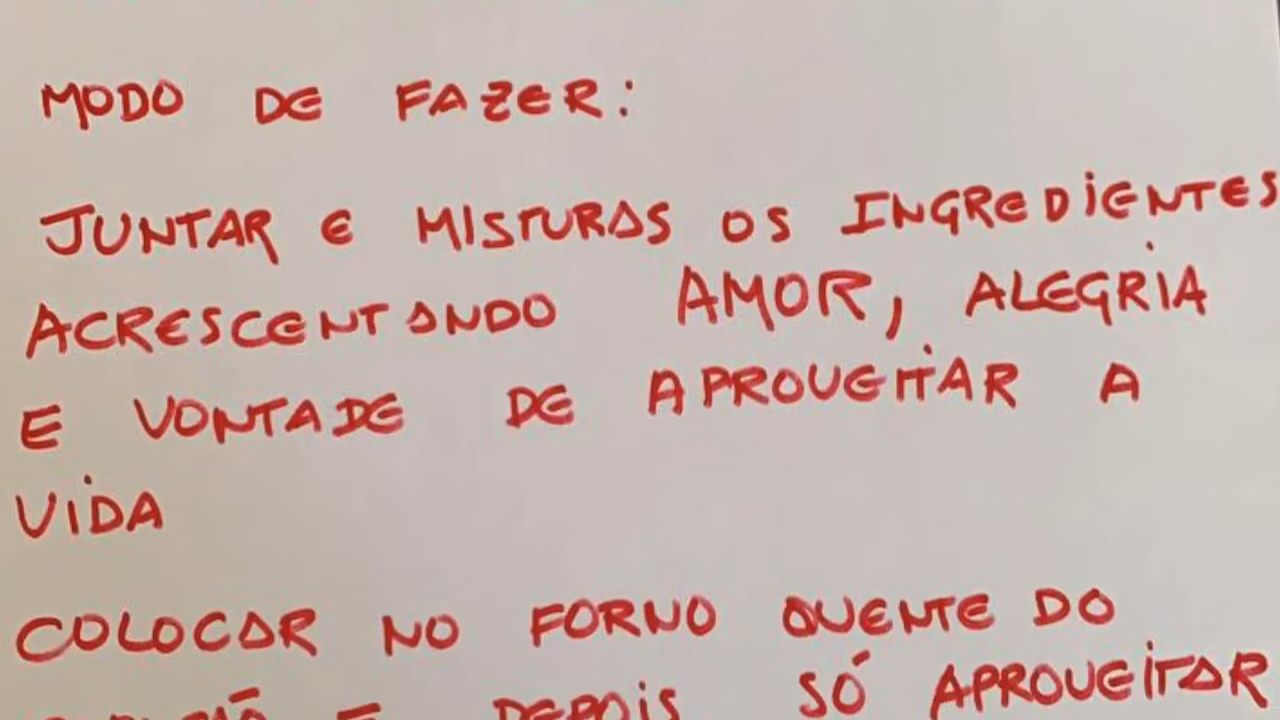 MODO DE FAZER:
JUNTAR E MISTURAS OS INGREDIENTES
ACRESCENTANDO AMOR, ALEGRIA
E VONTADE DE APROVEITAR A
VIDA
COLOCAR NO FORNO QUENTE DO
E DEPOIS SÓ APROVEITAR